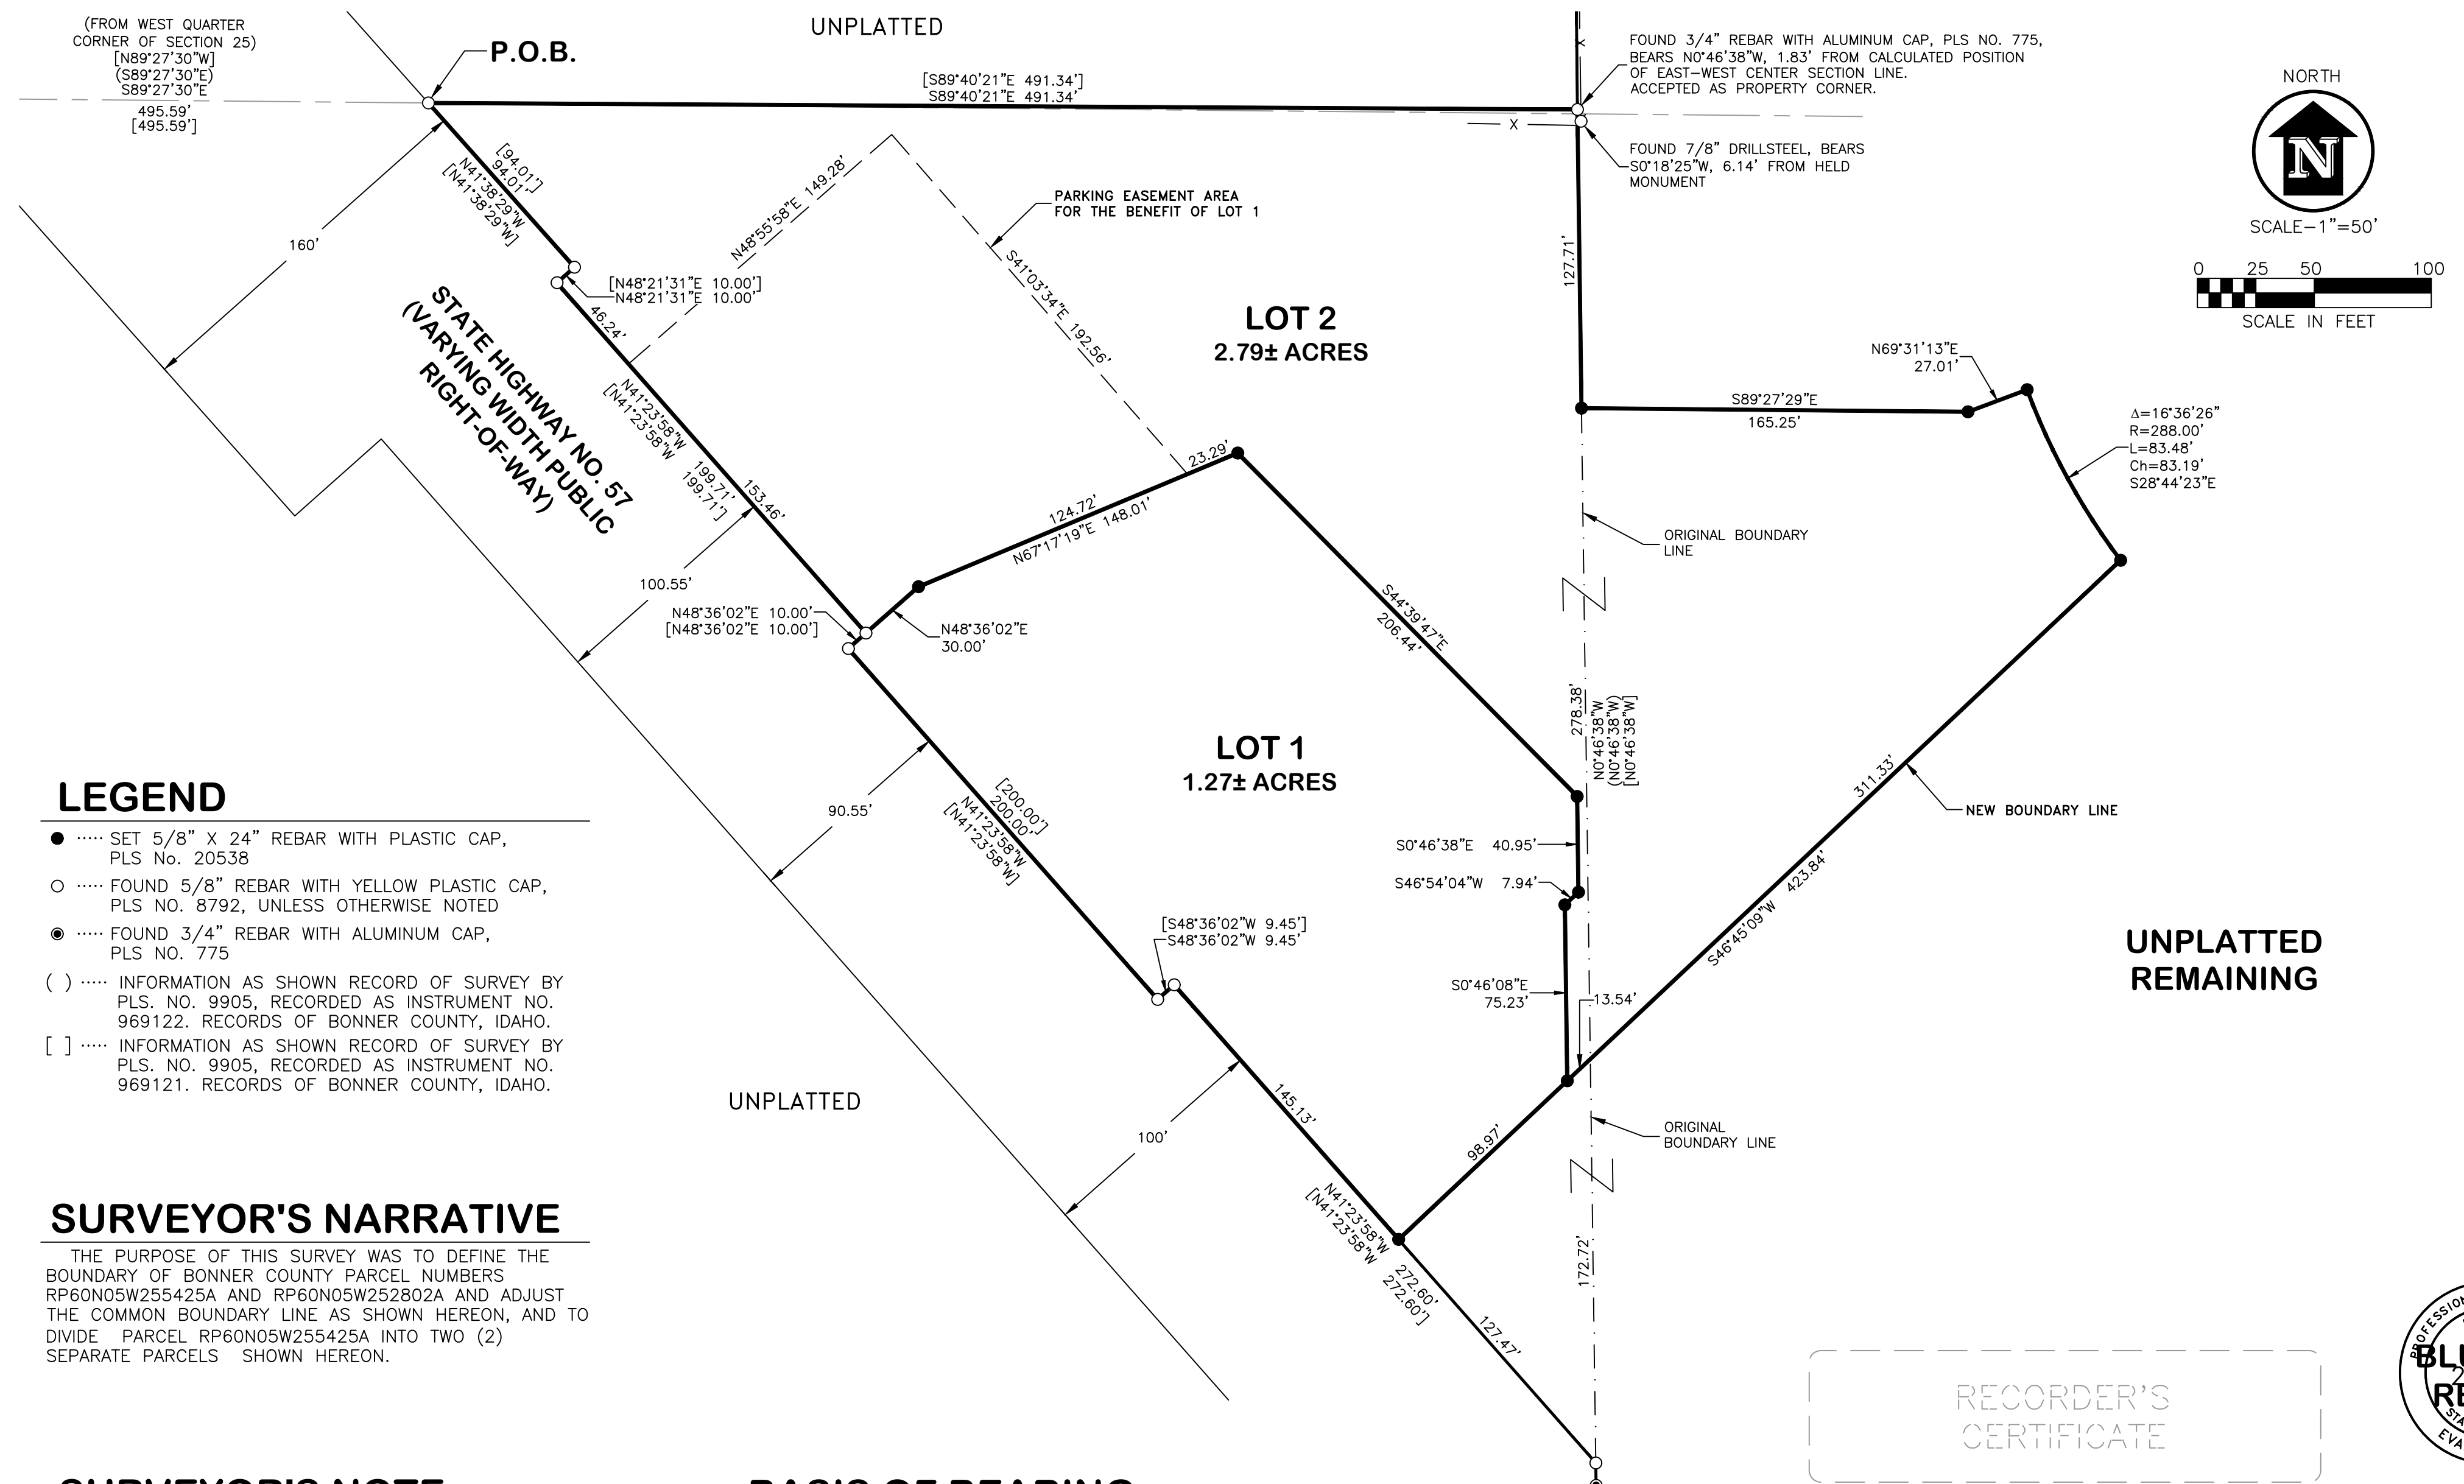 (FROM WEST QUARTER
CORNER OF SECTION 25)
[N89°27'30"W]
(S89°27'30"E)
S89°27'30"E
495.59'
[495.59']
P.O.B.
UNPLATTED
[S89°40'21"E 491.34']
S89°40'21"E 491.34'
X
FOUND 3/4" REBAR WITH ALUMINUM CAP, PLS NO. 775,
BEARS N0°46'38"W, 1.83' FROM CALCULATED POSITION
OF EAST-WEST CENTER SECTION LINE.
ACCEPTED AS PROPERTY CORNER.
X
FOUND 7/8" DRILLSTEEL, BEARS
S0°18'25"W, 6.14' FROM HELD
MONUMENT
NORTH
N
SCALE-1"=50'
0 25 50 100
SCALE IN FEET
[94.01']
94.01'
N41°38'29"W
[N41°38'29"W]
160'
N48°55'58"E 149.28'
PARKING EASEMENT AREA
FOR THE BENEFIT OF LOT 1
S41°03'34"E 192.56'
[N48°21'31"E 10.00']
N48°21'31"E 10.00'
46.24'
STATE HIGHWAY NO. 57
(VARYING WIDTH PUBLIC
RIGHT-OF-WAY)
N41°23'58"W 199.71'
[N41°23'58"W 199.71']
153.46'
LOT 2
2.79± ACRES
127.71'
S89°27'29"E
165.25'
N69°31'13"E
27.01'
Δ=16°36'26"
R=288.00'
L=83.48'
Ch=83.19'
S28°44'23"E
23.29'
124.72'
N67°17'19"E 148.01'
ORIGINAL BOUNDARY
LINE
100.55'
N48°36'02"E 10.00'
[N48°36'02"E 10.00']
N48°36'02"E
30.00'
S44°39'47"E
206.44'
278.38'
N0°46'38"W
(N0°46'38"W)
[N0°46'38"W]
LOT 1
1.27± ACRES
311.33'
NEW BOUNDARY LINE
90.55'
[200.00']
200.00'
N41°23'58"W
[N41°23'58"W]
S0°46'38"E 40.95'
S46°54'04"W 7.94'
S46°45'09"W 423.84'
[S48°36'02"W 9.45']
S48°36'02"W 9.45'
S0°46'08"E
75.23'
13.54'
UNPLATTED
REMAINING
LEGEND
..... SET 5/8" X 24" REBAR WITH PLASTIC CAP,
PLS No. 20538
..... FOUND 5/8" REBAR WITH YELLOW PLASTIC CAP,
PLS NO. 8792, UNLESS OTHERWISE NOTED
..... FOUND 3/4" REBAR WITH ALUMINUM CAP,
PLS NO. 775
( ) ..... INFORMATION AS SHOWN RECORD OF SURVEY BY
PLS. NO. 9905, RECORDED AS INSTRUMENT NO.
969122. RECORDS OF BONNER COUNTY, IDAHO.
[ ] ..... INFORMATION AS SHOWN RECORD OF SURVEY BY
PLS. NO. 9905, RECORDED AS INSTRUMENT NO.
969121. RECORDS OF BONNER COUNTY, IDAHO.
UNPLATTED
100'
145.13'
98.97'
ORIGINAL
BOUNDARY LINE
N41°23'58"W 272.60'
[N41°23'58"W 272.60']
172.72'
127.47'
SURVEYOR'S NARRATIVE
THE PURPOSE OF THIS SURVEY WAS TO DEFINE THE
BOUNDARY OF BONNER COUNTY PARCEL NUMBERS
RP60N05W255425A AND RP60N05W252802A AND ADJUST
THE COMMON BOUNDARY LINE AS SHOWN HEREON, AND TO
DIVIDE PARCEL RP60N05W255425A INTO TWO (2)
SEPARATE PARCELS SHOWN HEREON.
RECORDER'S
CERTIFICATE
SURVEYOR'S NOTE
BASIS OF BEARING